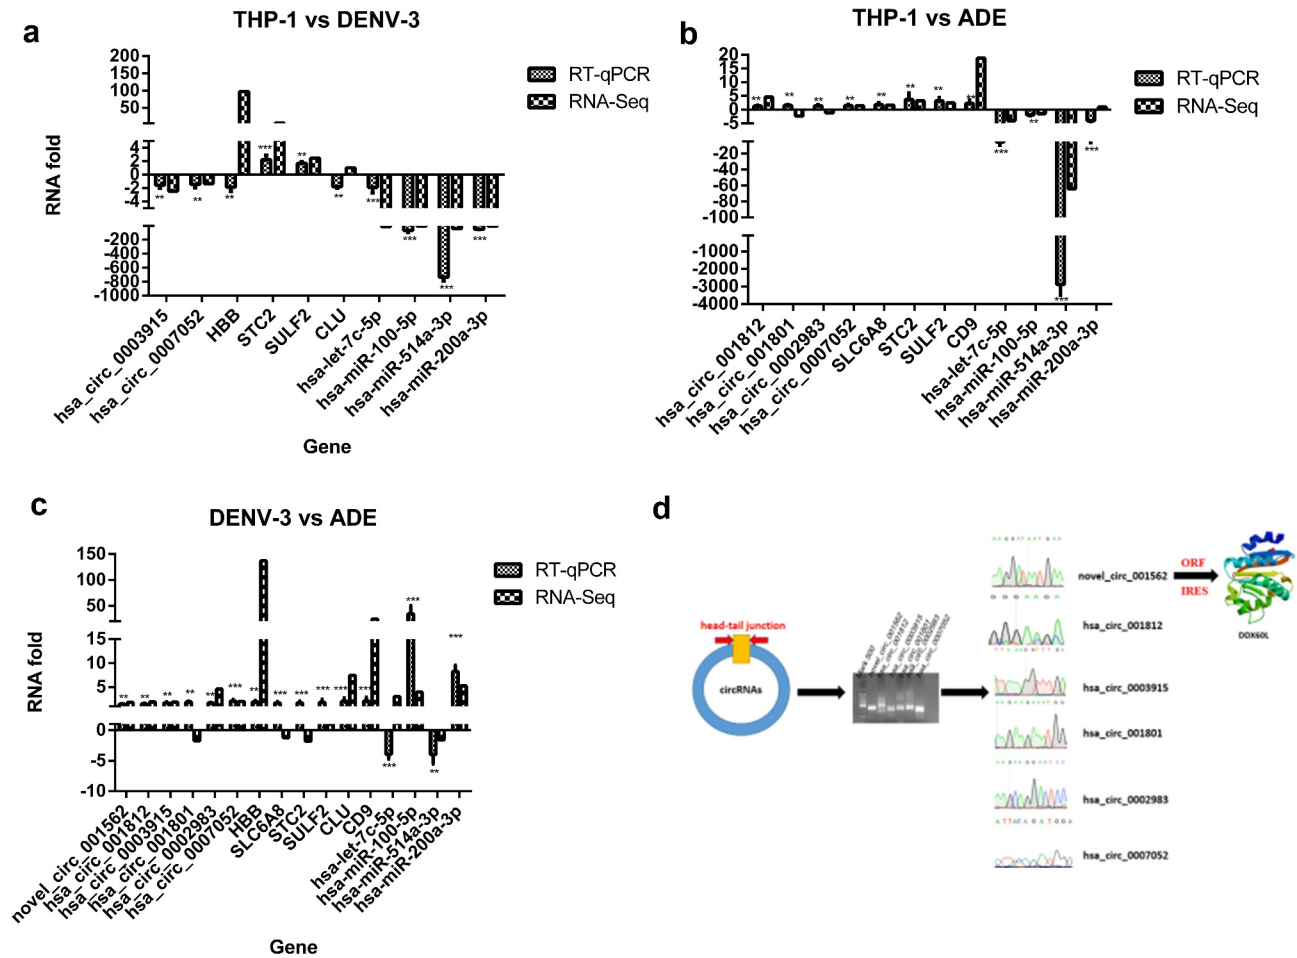 a
THP-1 vs DENV-3
RNA fold
200
150
100
50
4
2
0
-2
-4
-200
-400
-600
-800
-1000
** ** ** *** ** ** *** *** *** ***
RT-qPCR
RNA-Seq
hsa_circ_0003915
hsa_circ_0007052
HBB
STC2
SULF2
CLU
hsa-let-7c-5p
hsa-miR-100-5p
hsa-miR-514a-3p
hsa-miR-200a-3p
Gene
b
THP-1 vs ADE
RNA fold
20
15
10
5
0
-5
-20
-40
-60
-80
-100
-1000
-2000
-3000
-4000
** ** ** ** ** ** ** ** *** ** *** ***
RT-qPCR
RNA-Seq
hsa_circ_001812
hsa_circ_001801
hsa_circ_0002983
hsa_circ_0007052
SLC6A8
STC2
SULF2
CD9
hsa-let-7c-5p
hsa-miR-100-5p
hsa-miR-514a-3p
hsa-miR-200a-3p
c
DENV-3 vs ADE
RNA fold
150
100
50
15
10
5
0
-5
-10
** ** ** ** ** *** ** *** *** *** *** *** *** *** ** ***
RT-qPCR
RNA-Seq
novel_circ_001562
hsa_circ_001812
hsa_circ_0003915
hsa_circ_001801
hsa_circ_0002983
hsa_circ_0007052
HBB
SLC6A8
STC2
SULF2
CLU
CD9
hsa-let-7c-5p
hsa-miR-100-5p
hsa-miR-514a-3p
hsa-miR-200a-3p
Gene
d
head-tail junction
circRNAs
novel_circ_001562
hsa_circ_001812
hsa_circ_0003915
hsa_circ_001801
hsa_circ_0002983
hsa_circ_0007052
ORF
IRES
DDX60L